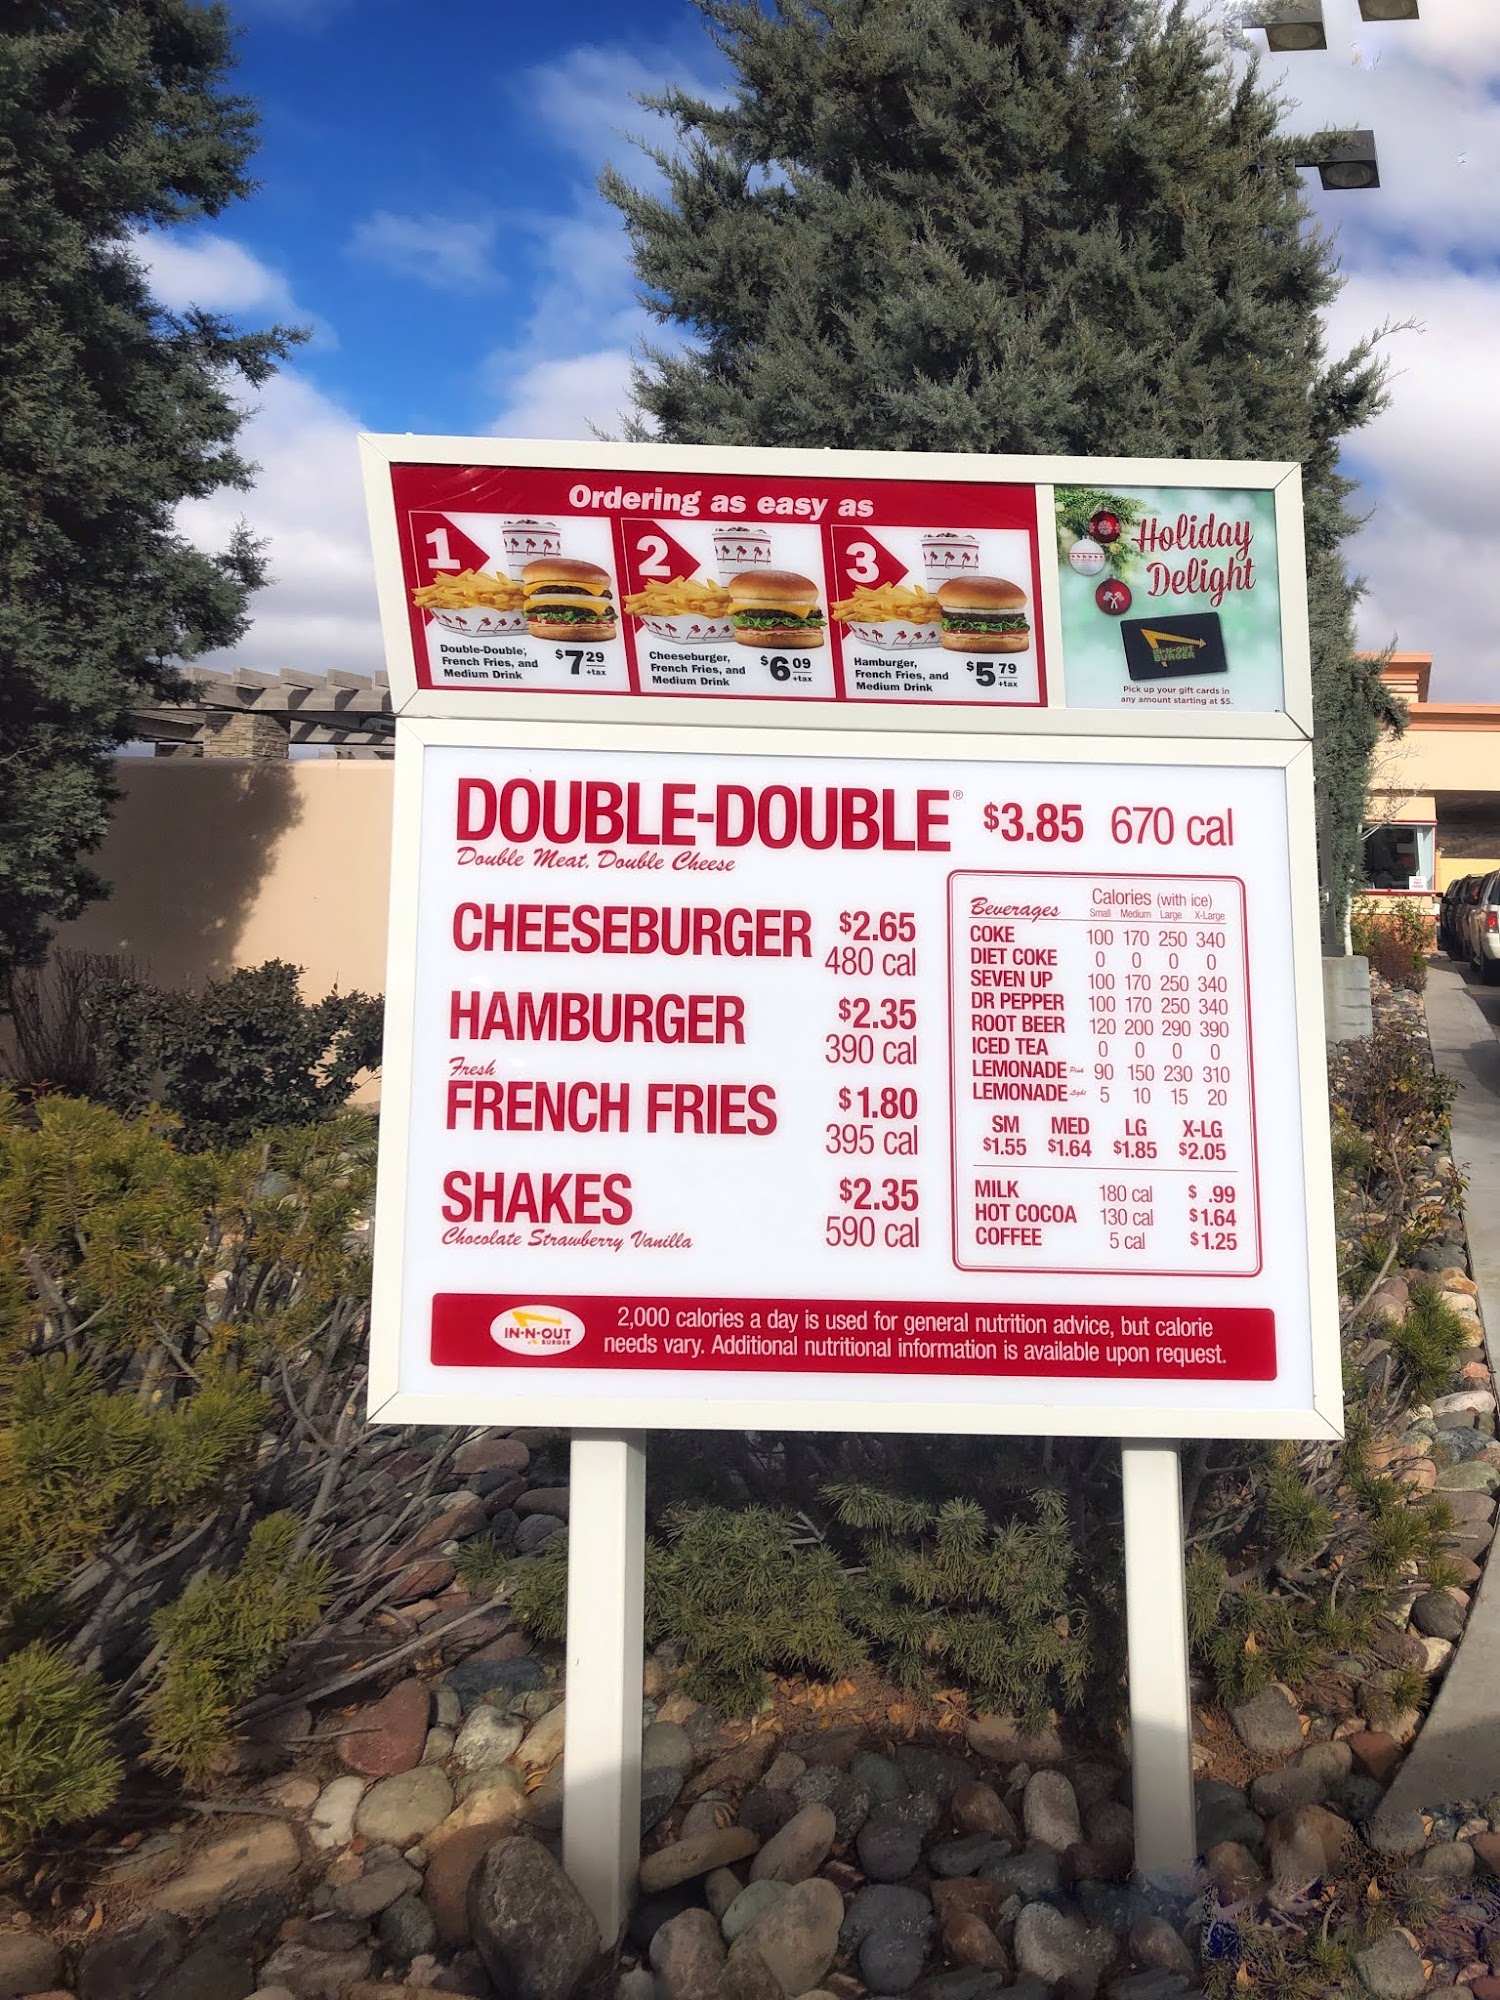 Ordering as easy as
1
Double-Double,
French Fries, and
Medium Drink
$7 29
+tax
2
Cheeseburger,
French Fries, and
Medium Drink
$6 09
+tax
3
Hamburger,
French Fries, and
Medium Drink
$5 79
+tax
Holiday
Delight
IN-N-OUT
BURGER
Pick up your gift cards in
any amount starting at $5.
DOUBLE-DOUBLE® $3.85 670 cal
Double Meat, Double Cheese
CHEESEBURGER $2.65
480 cal
HAMBURGER $2.35
390 cal
Fresh
FRENCH FRIES $1.80
395 cal
SHAKES $2.35
Chocolate Strawberry Vanilla 590 cal
Beverages Calories (with ice)
Small Medium Large X-Large
COKE 100 170 250 340
DIET COKE 0 0 0 0
SEVEN UP 100 170 250 340
DR PEPPER 100 170 250 340
ROOT BEER 120 200 290 390
ICED TEA 0 0 0 0
LEMONADE Pink 90 150 230 310
LEMONADE Light 5 10 15 20
SM MED LG X-LG
$1.55 $1.64 $1.85 $2.05
MILK 180 cal $ .99
HOT COCOA 130 cal $1.64
COFFEE 5 cal $1.25
IN-N-OUT
BURGER
2,000 calories a day is used for general nutrition advice, but calorie
needs vary. Additional nutritional information is available upon request.